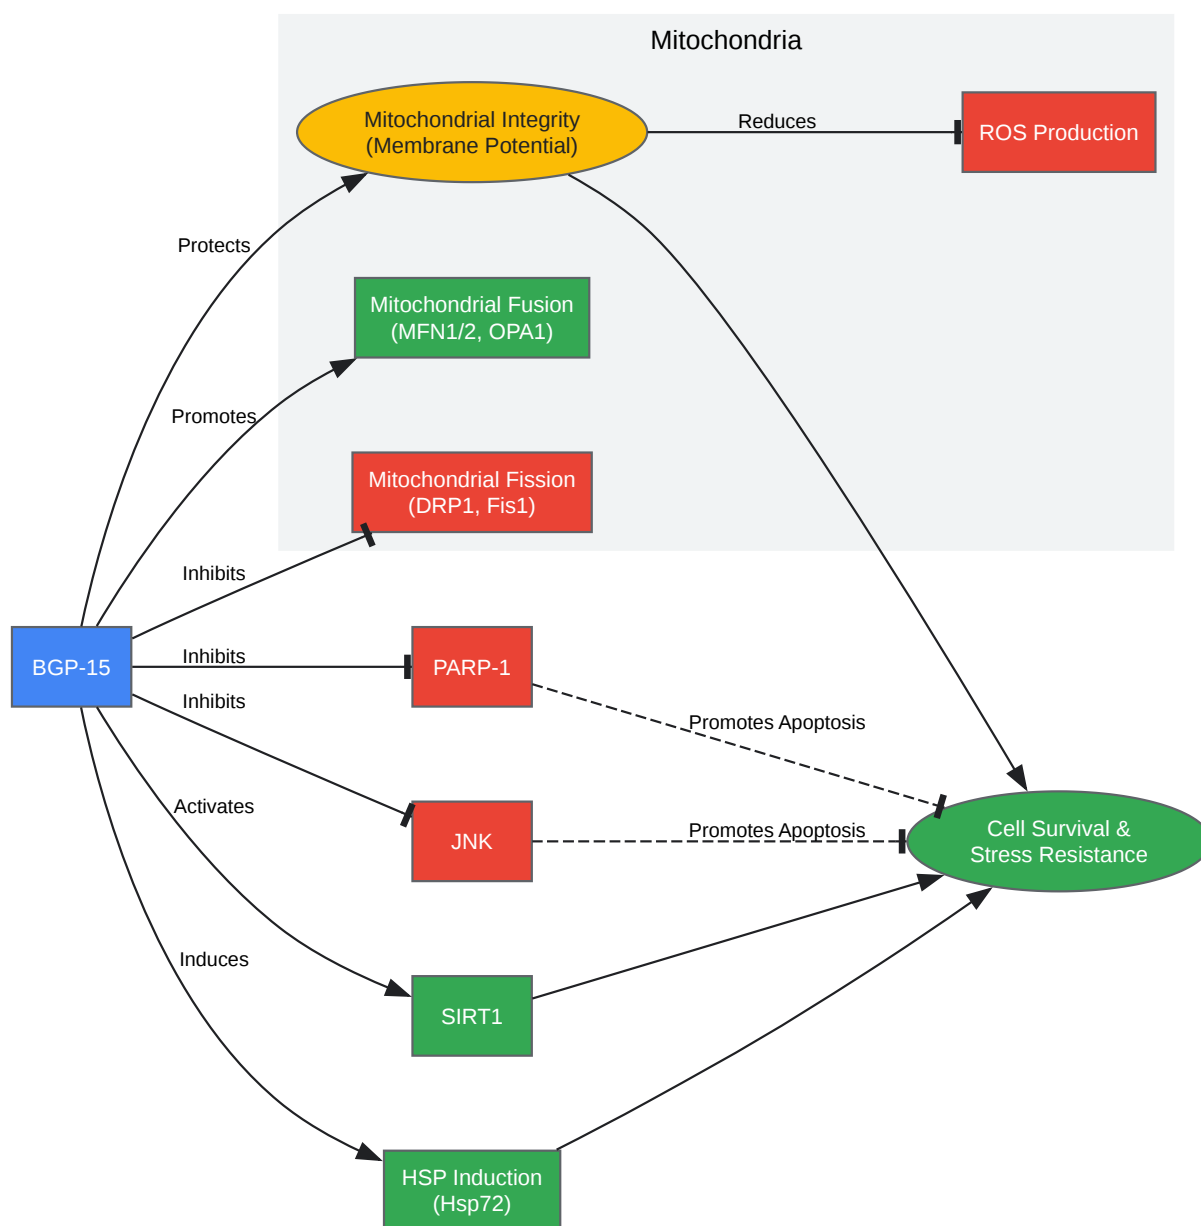 Mitochondria
Mitochondrial Integrity
(Membrane Potential)
Reduces
ROS Production
Protects
Mitochondrial Fusion
(MFN1/2, OPA1)
Promotes
Mitochondrial Fission
(DRP1, Fis1)
Inhibits
BGP-15
Inhibits
PARP-1
Inhibits
Promotes Apoptosis
Activates
JNK
Promotes Apoptosis
Cell Survival &
Stress Resistance
Induces
SIRT1
HSP Induction
(Hsp72)